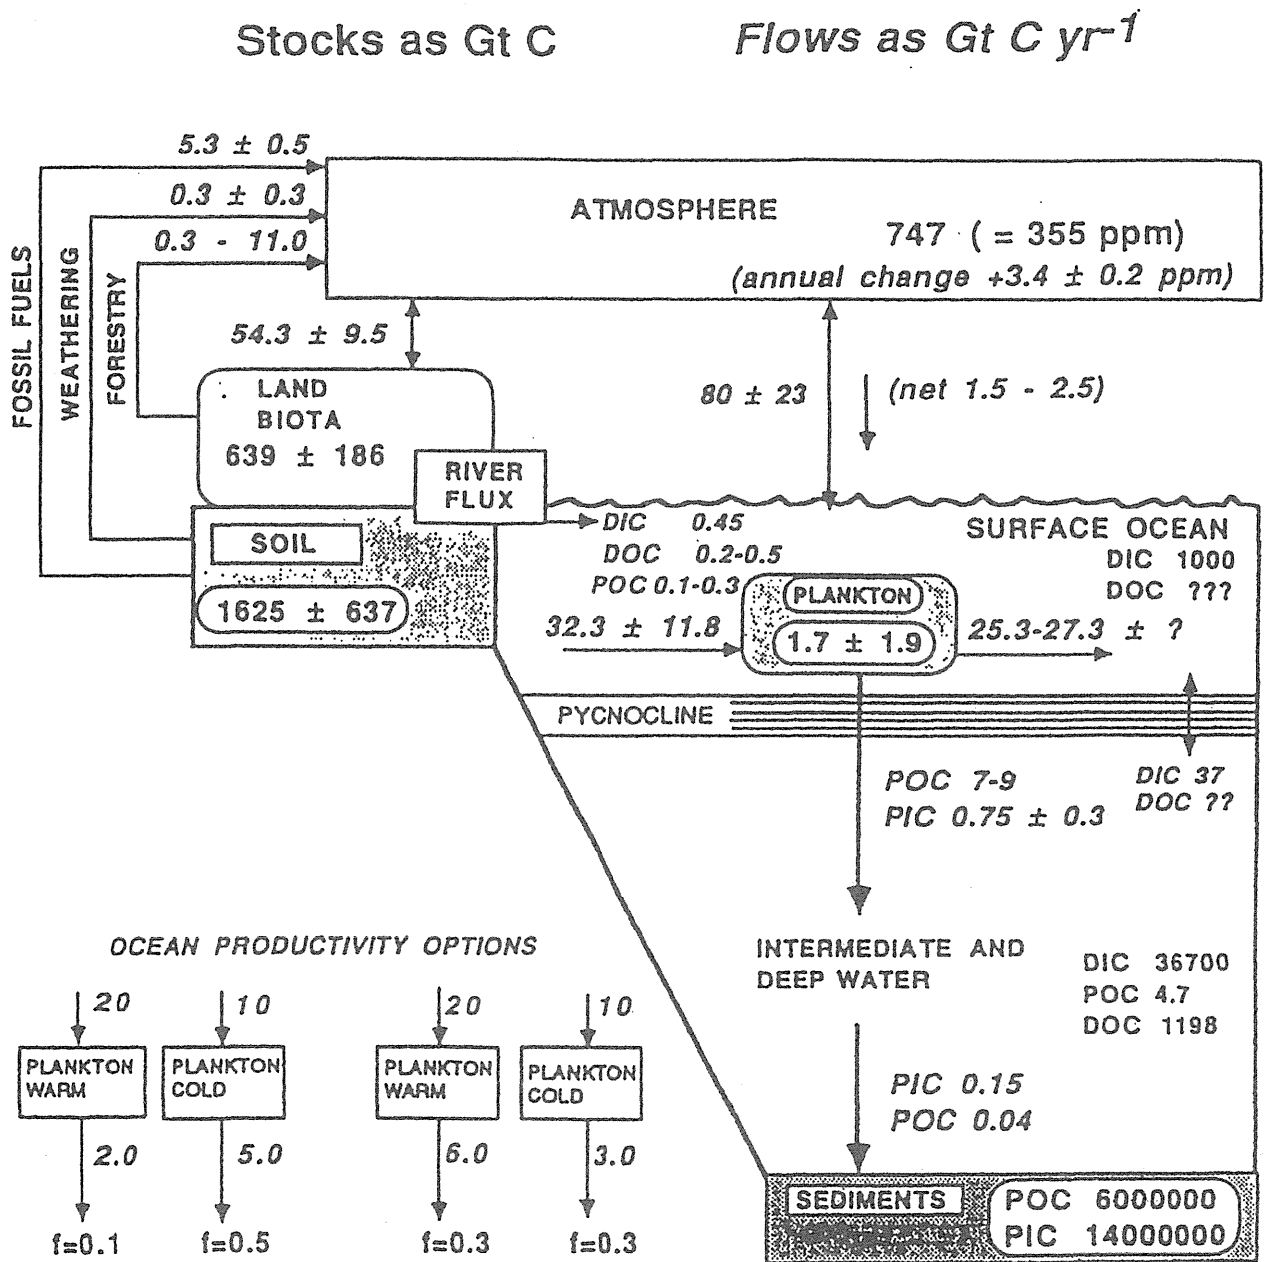 Stocks as Gt C
Flows as Gt C yr-1
5.3 ± 0.5
0.3 ± 0.3
0.3 - 11.0
FOSSIL FUELS
WEATHERING
FORESTRY
ATMOSPHERE
747 ( = 355 ppm)
(annual change +3.4 ± 0.2 ppm)
54.3 ± 9.5
80 ± 23
(net 1.5 - 2.5)
LAND
BIOTA
639 ± 186
RIVER
FLUX
SOIL
1625 ± 637
DIC 0.45
DOC 0.2-0.5
POC 0.1-0.3
SURFACE OCEAN
DIC 1000
DOC ???
PLANKTON
1.7 ± 1.9
32.3 ± 11.8
25.3-27.3 ± ?
PYCNOCLINE
POC 7-9
PIC 0.75 ± 0.3
DIC 37
DOC ??
INTERMEDIATE AND
DEEP WATER
DIC 36700
POC 4.7
DOC 1198
PIC 0.15
POC 0.04
SEDIMENTS
POC 6000000
PIC 14000000
OCEAN PRODUCTIVITY OPTIONS
20
10
20
10
PLANKTON
WARM
PLANKTON
COLD
PLANKTON
WARM
PLANKTON
COLD
2.0
5.0
6.0
3.0
f=0.1
f=0.5
f=0.3
f=0.3